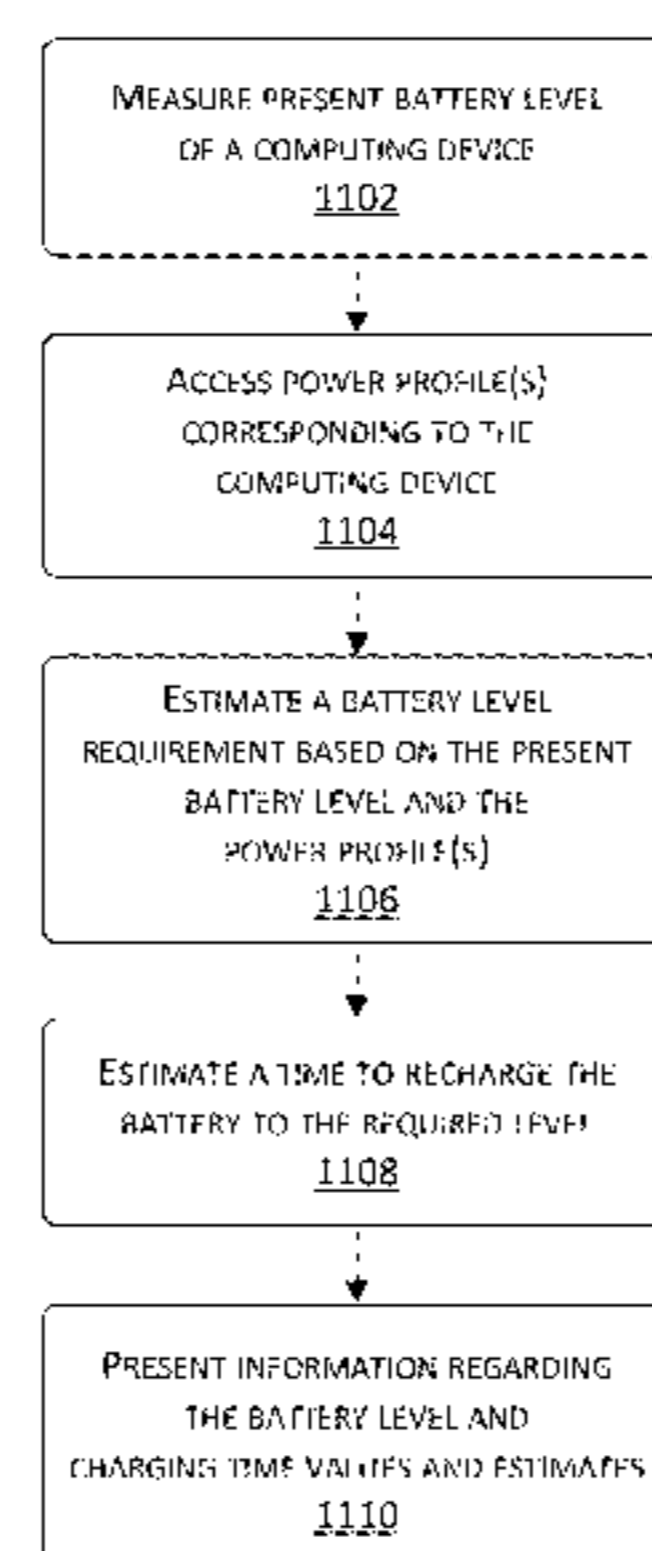 MEASURE PRESENT BATTERY LEVEL
OF A COMPUTING DEVICE
1102
ACCESS POWER PROFILE(S)
CORRESPONDING TO THE
COMPUTING DEVICE
1104
ESTIMATE A BATTERY LEVEL
REQUIREMENT BASED ON THE PRESENT
BATTERY LEVEL AND THE
POWER PROFILE(S)
1106
ESTIMATE A TIME TO RECHARGE THE
BATTERY TO THE REQUIRED LEVEL
1108
PRESENT INFORMATION REGARDING
THE BATTERY LEVEL AND
CHARGING TIME VALUES AND ESTIMATES
1110